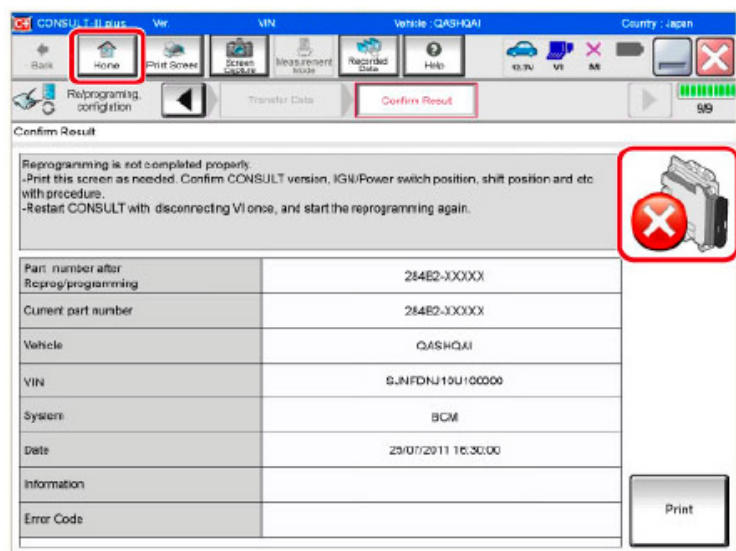 C+ CONSULT-III plus Ver. VIN Vehicle : QASHQAI Country : Japan
Back Home Print Screen Screen Capture Measurement Mode Recorded Data Help 12.7V VI MI
Re/programing, configlation Transfer Data Confirm Result 9/9
Confirm Result
Reprogramming is not completed properly.
-Print this screen as needed. Confirm CONSULT version, IGN/Power switch position, shift position and etc
with procedure.
-Restart CONSULT with disconnecting VI once, and start the reprogramming again.
Part number after
Reprog/programming 284B2-XXXXX
Current part number 284B2-XXXXX
Vehicle QASHQAI
VIN SJNFDNJ10U100000
System BCM
Date 25/07/2011 16:30:00
Information
Error Code
Print